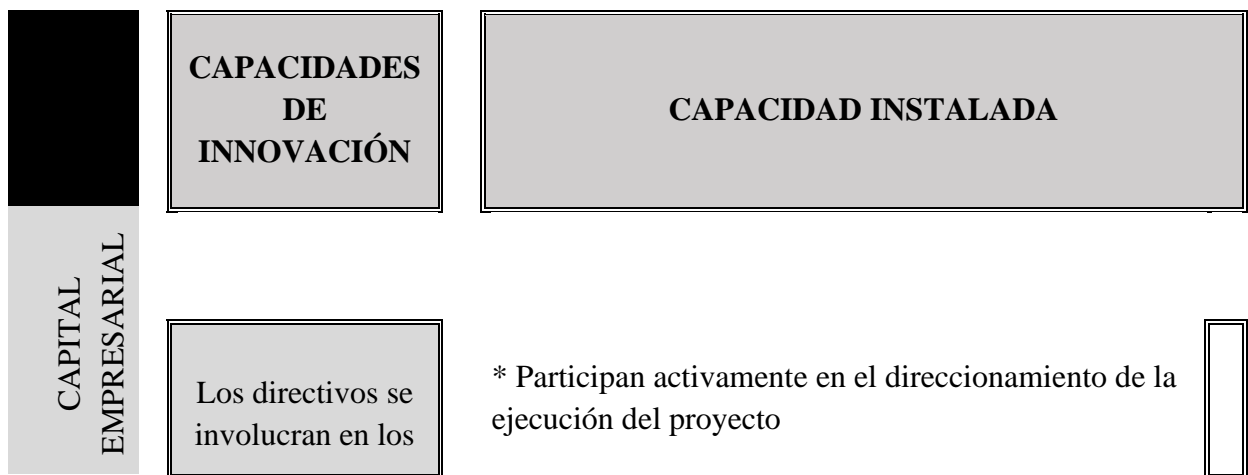 CAPACIDADES
DE
INNOVACIÓN
CAPACIDAD INSTALADA
CAPITAL
EMPRESARIAL
Los directivos se
involucran en los
* Participan activamente en el direccionamiento de la
ejecución del proyecto